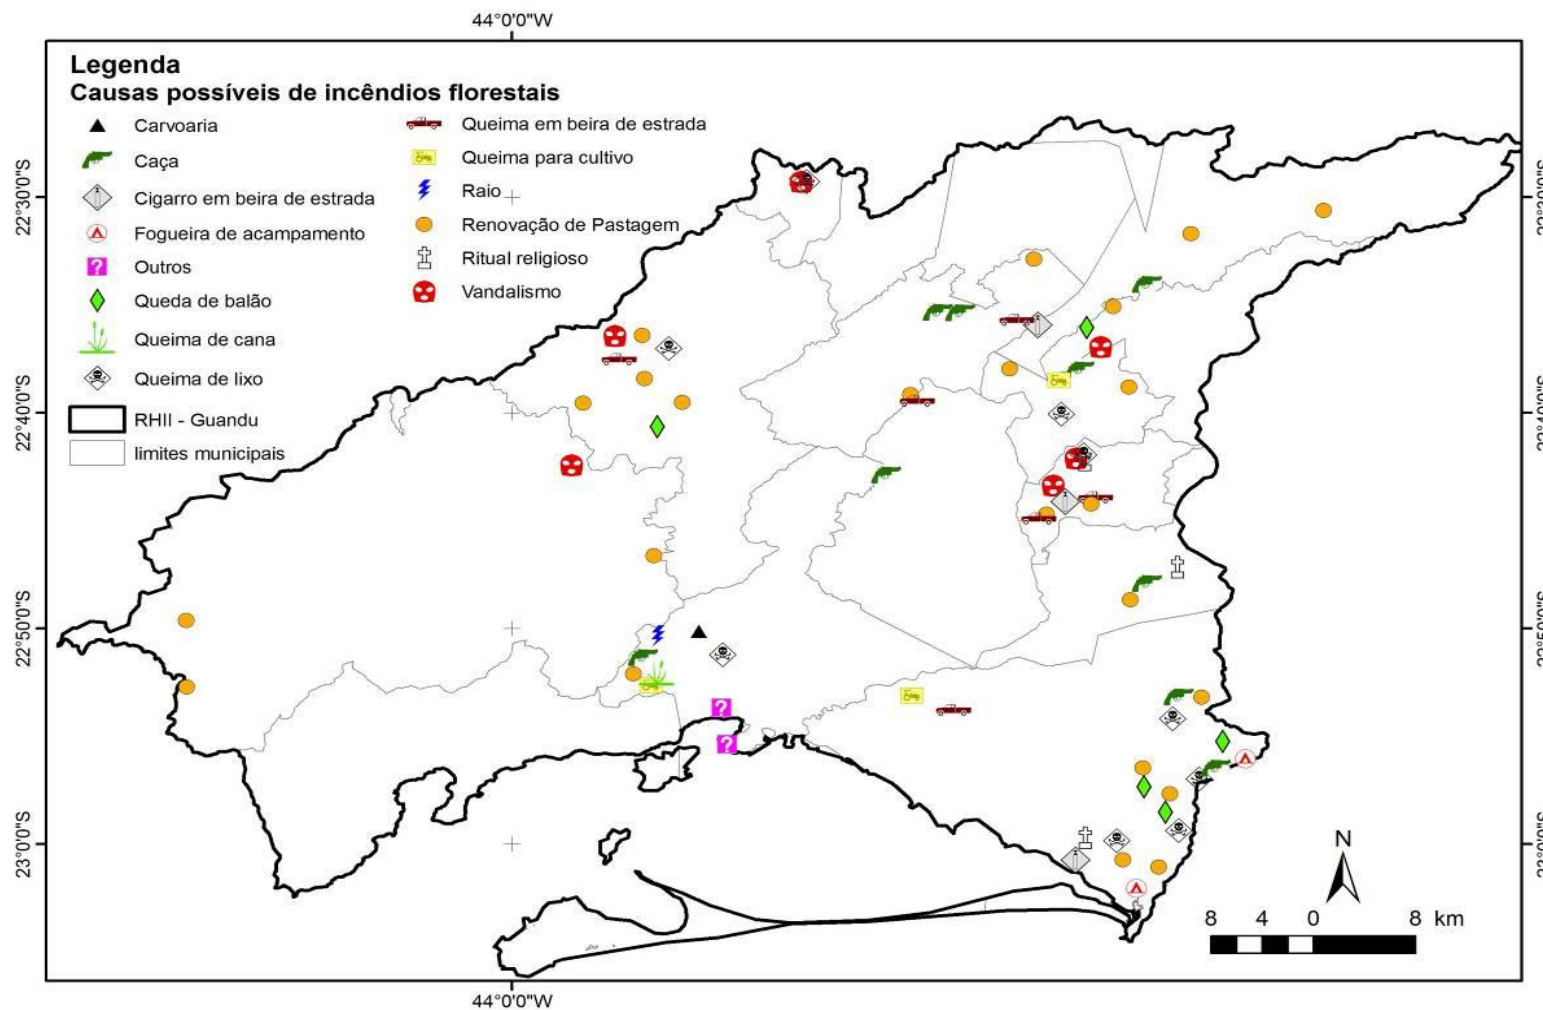 44°0'0"W
Legenda
Causas possíveis de incêndios florestais
Carvoaria
Caça
Cigarro em beira de estrada
Fogueira de acampamento
Outros
Queda de balão
Queima de cana
Queima de lixo
RHII - Guandu
limites municipais
Queima em beira de estrada
Queima para cultivo
Raio
Renovação de Pastagem
Ritual religioso
Vandalismo
22°30'0"S
22°40'0"S
22°50'0"S
23°0'0"S
N
8 4 0 8 km
44°0'0"W